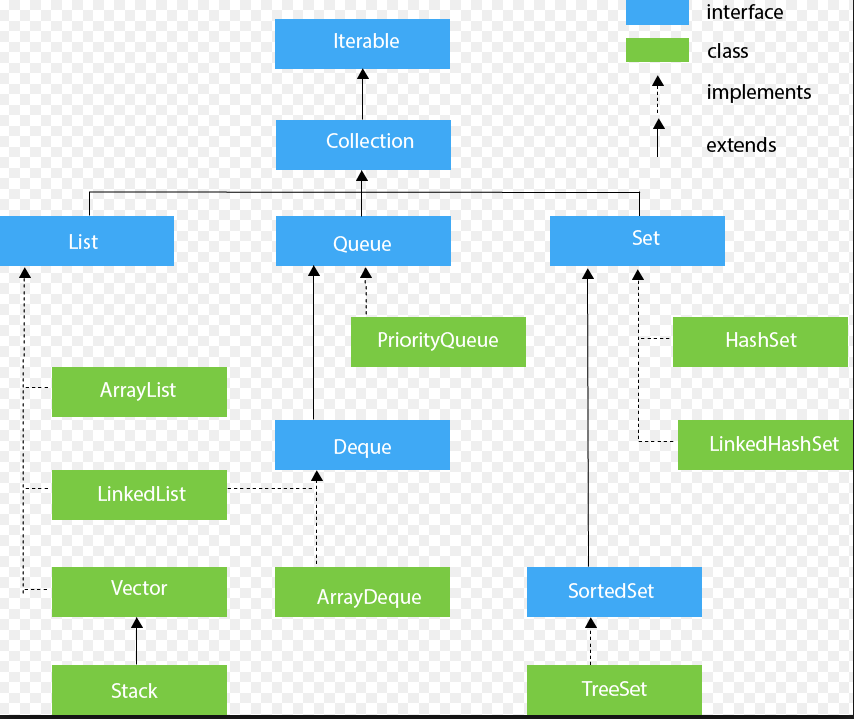 interface
Iterable
class
implements
Collection
extends
List
Queue
Set
PriorityQueue
HashSet
ArrayList
Deque
LinkedHashSet
LinkedList
Vector
ArrayDeque
SortedSet
Stack
TreeSet